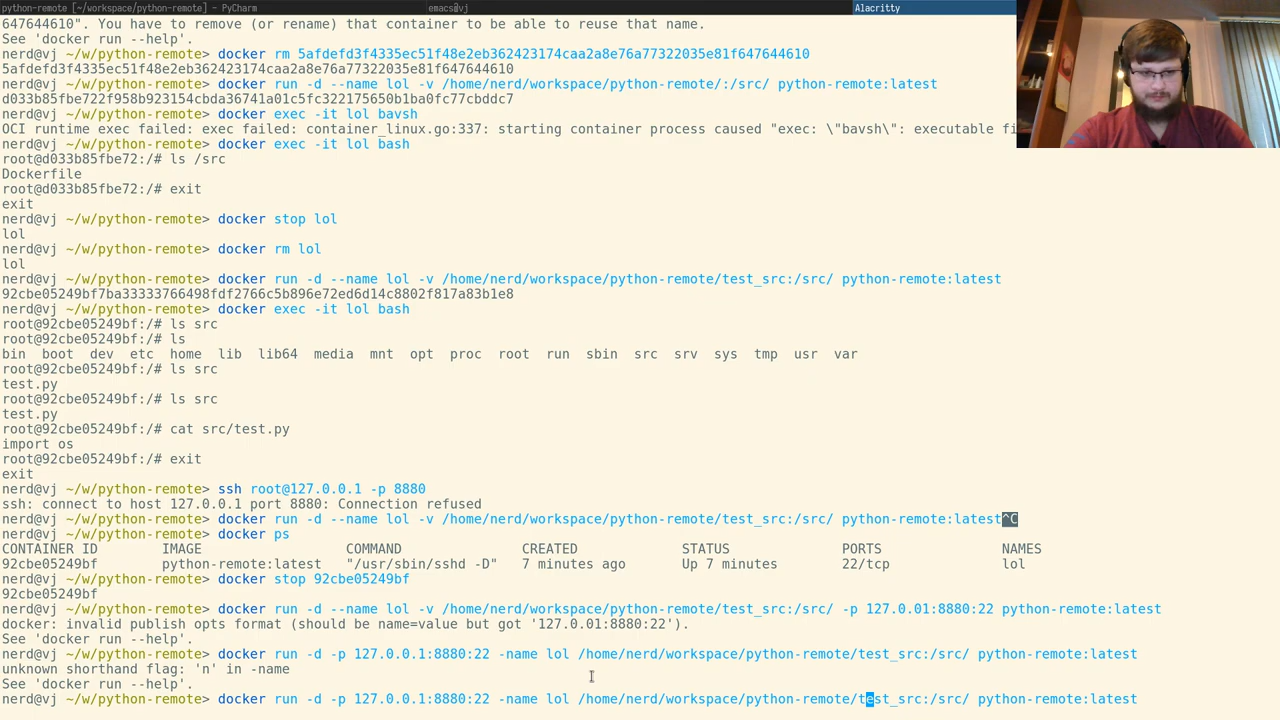 python-remote [~/workspace/python-remote] – PyCharm
emacs@vj
Alacritty
647644610". You have to remove (or rename) that container to be able to reuse that name.
See 'docker run --help'.
nerd@vj ~/w/python-remote> docker rm 5afdefd3f4335ec51f48e2eb362423174caa2a8e76a77322035e81f647644610
5afdefd3f4335ec51f48e2eb362423174caa2a8e76a77322035e81f647644610
nerd@vj ~/w/python-remote> docker run -d --name lol -v /home/nerd/workspace/python-remote/:/src/ python-remote:latest
d033b85fbe722f958b923154cbda36741a01c5fc322175650b1ba0fc77cbddc7
nerd@vj ~/w/python-remote> docker exec -it lol bavsh
OCI runtime exec failed: exec failed: container_linux.go:337: starting container process caused "exec: \"bavsh\": executable fi
nerd@vj ~/w/python-remote> docker exec -it lol bash
root@d033b85fbe72:/# ls /src
Dockerfile
root@d033b85fbe72:/# exit
exit
nerd@vj ~/w/python-remote> docker stop lol
lol
nerd@vj ~/w/python-remote> docker rm lol
lol
nerd@vj ~/w/python-remote> docker run -d --name lol -v /home/nerd/workspace/python-remote/test_src:/src/ python-remote:latest
92cbe05249bf7ba33333766498fdf2766c5b896e72ed6d14c8802f817a83b1e8
nerd@vj ~/w/python-remote> docker exec -it lol bash
root@92cbe05249bf:/# ls src
root@92cbe05249bf:/# ls
bin  boot  dev  etc  home  lib  lib64  media  mnt  opt  proc  root  run  sbin  src  srv  sys  tmp  usr  var
root@92cbe05249bf:/# ls src
test.py
root@92cbe05249bf:/# ls src
test.py
root@92cbe05249bf:/# cat src/test.py
import os
root@92cbe05249bf:/# exit
exit
nerd@vj ~/w/python-remote> ssh root@127.0.0.1 -p 8880
ssh: connect to host 127.0.0.1 port 8880: Connection refused
nerd@vj ~/w/python-remote> docker run -d --name lol -v /home/nerd/workspace/python-remote/test_src:/src/ python-remote:latest^C
nerd@vj ~/w/python-remote> docker ps
CONTAINER ID        IMAGE                  COMMAND               CREATED             STATUS              PORTS               NAMES
92cbe05249bf        python-remote:latest   "/usr/sbin/sshd -D"   7 minutes ago       Up 7 minutes        22/tcp              lol
nerd@vj ~/w/python-remote> docker stop 92cbe05249bf
92cbe05249bf
nerd@vj ~/w/python-remote> docker run -d --name lol -v /home/nerd/workspace/python-remote/test_src:/src/ -p 127.0.01:8880:22 python-remote:latest
docker: invalid publish opts format (should be name=value but got '127.0.01:8880:22').
See 'docker run --help'.
nerd@vj ~/w/python-remote> docker run -d -p 127.0.0.1:8880:22 -name lol /home/nerd/workspace/python-remote/test_src:/src/ python-remote:latest
unknown shorthand flag: 'n' in -name
See 'docker run --help'.
nerd@vj ~/w/python-remote> docker run -d -p 127.0.0.1:8880:22 -name lol /home/nerd/workspace/python-remote/test_src:/src/ python-remote:latest